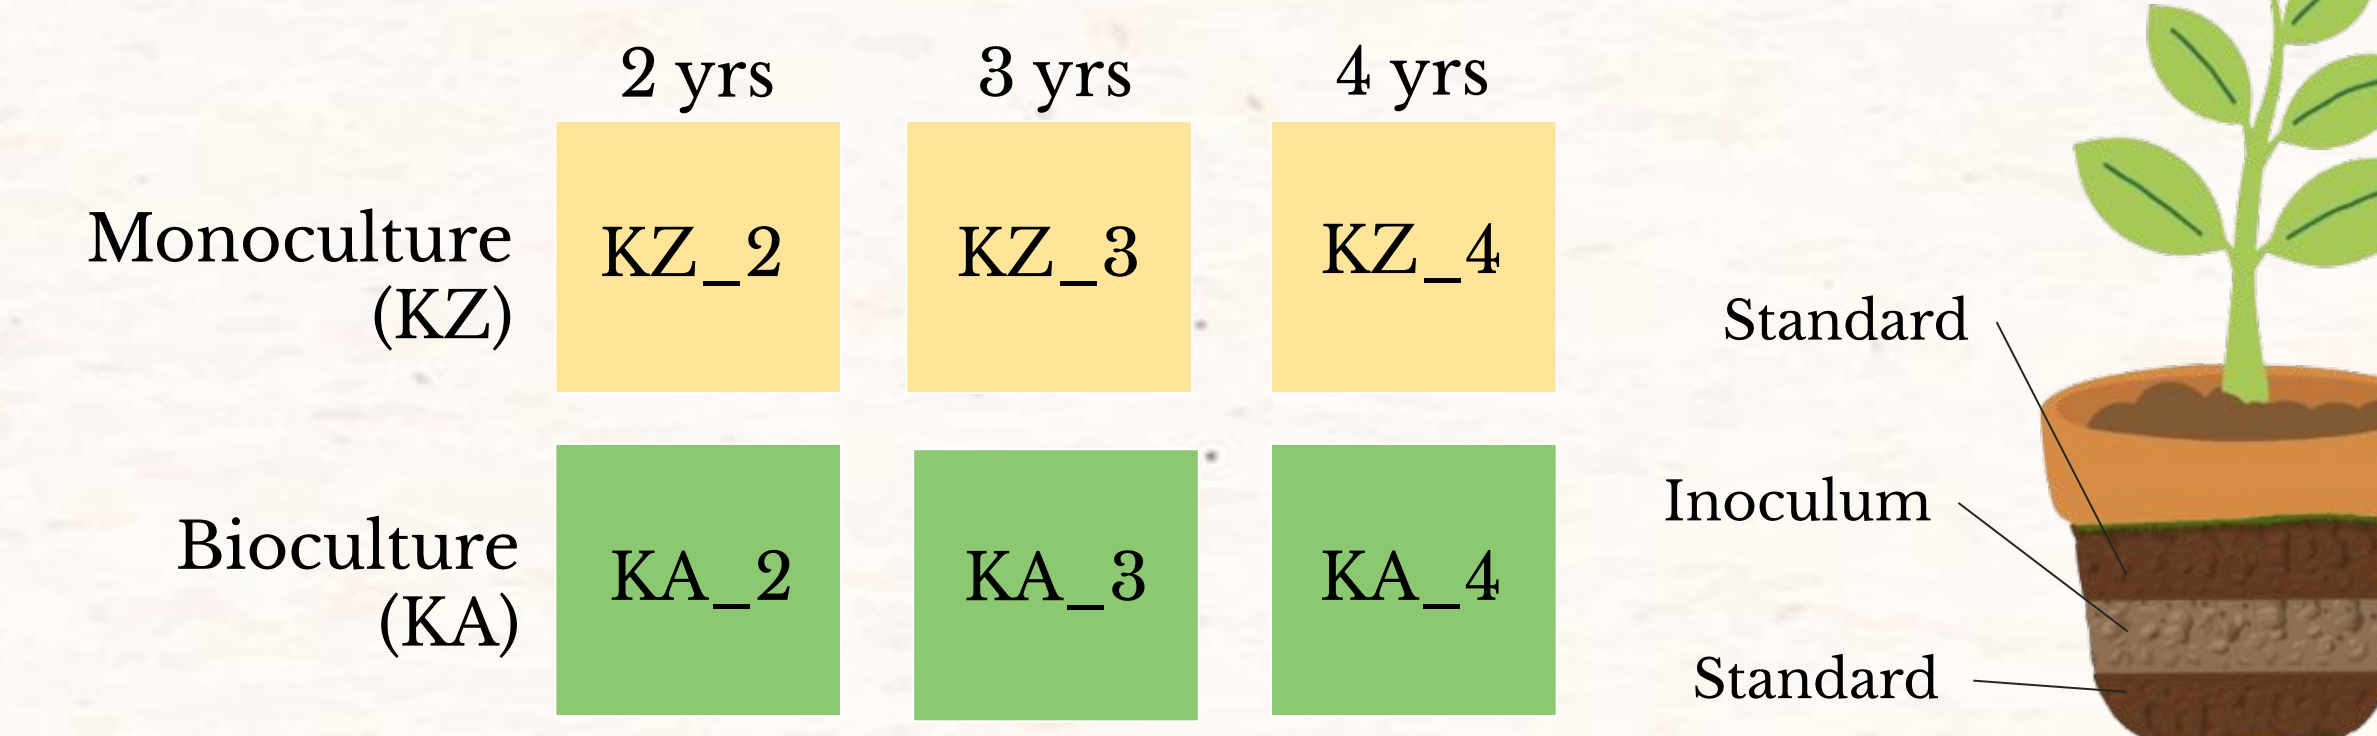 2 yrs
3 yrs
4 yrs
Monoculture
(KZ)
KZ_2
KZ_3
KZ_4
Bioculture
(KA)
KA_2
KA_3
KA_4
Standard
Inoculum
Standard